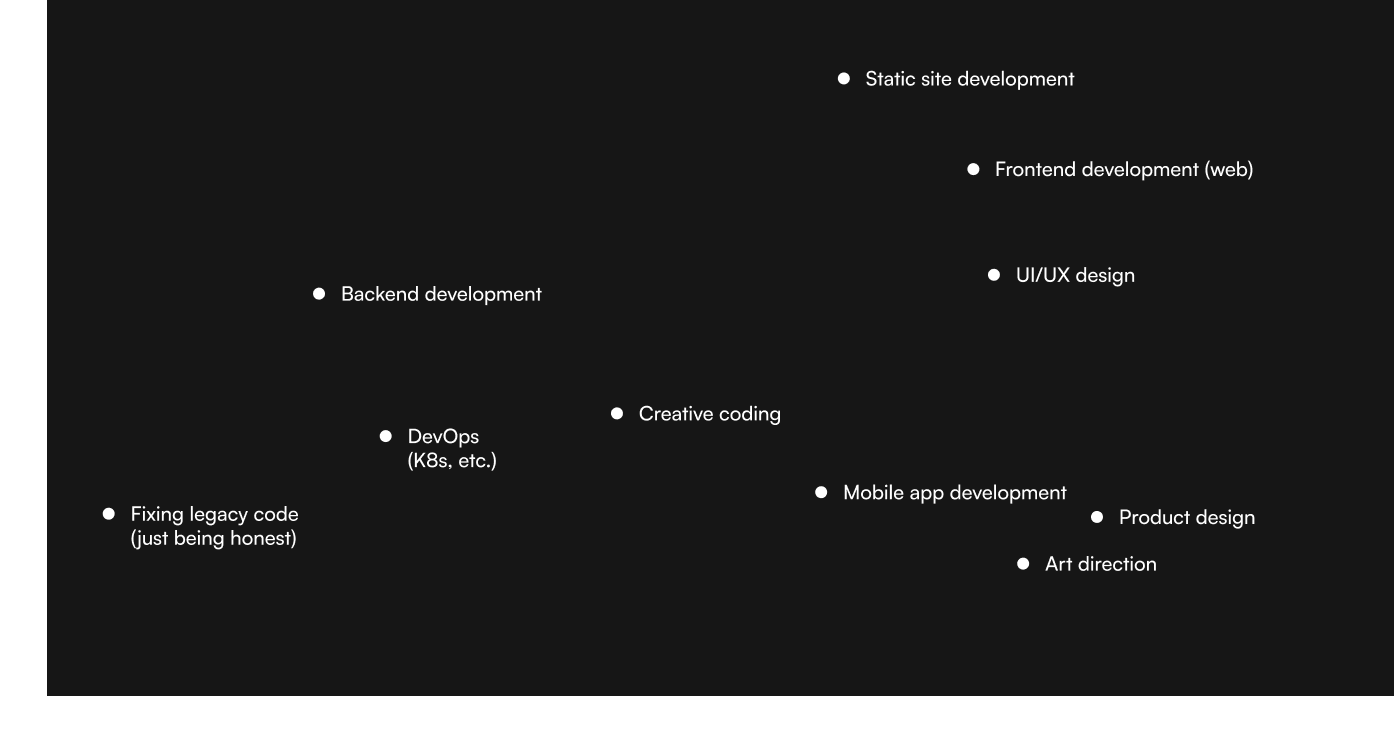 Static site development
Frontend development (web)
UI/UX design
Backend development
Creative coding
DevOps
(K8s, etc.)
Mobile app development
Fixing legacy code
(just being honest)
Product design
Art direction